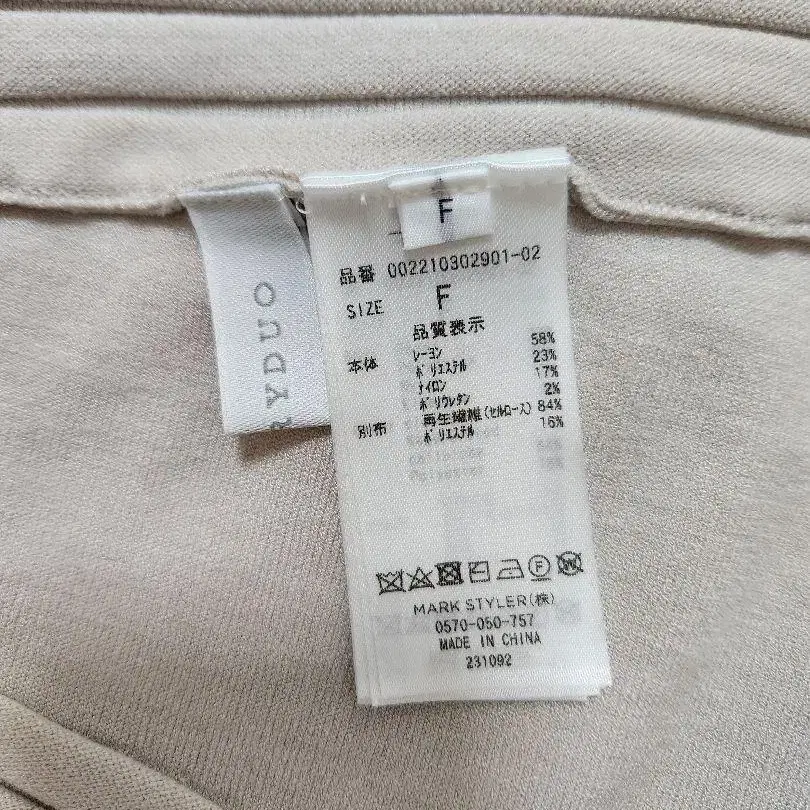 RYDUO
F
品番 002210302901-02
SIZE F
品質表示
本体 レーヨン 58%
ポリエステル 23%
ナイロン 17%
ポリウレタン 2%
別布 再生繊維(セルロース) 84%
ポリエステル 16%
F W
MARK STYLER(株)
0570-050-757
MADE IN CHINA
231092